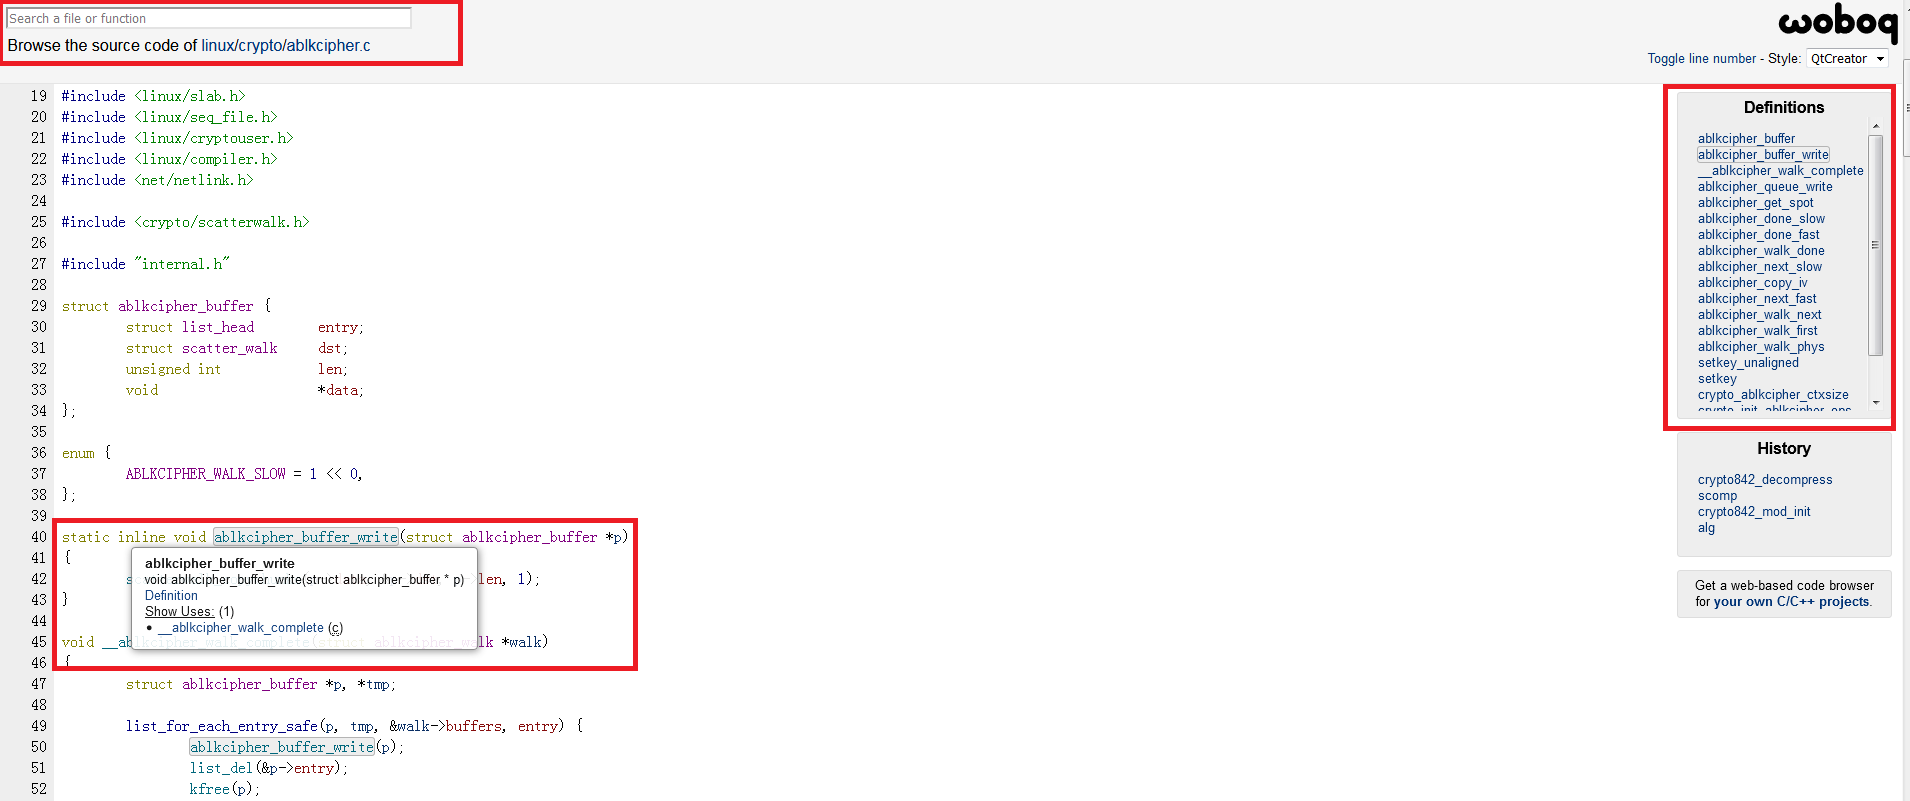 Search a file or function
Browse the source code of linux/crypto/ablkcipher.c
woboq
Toggle line number - Style: QtCreator
19 #include <linux/slab.h>
20 #include <linux/seq_file.h>
21 #include <linux/cryptouser.h>
22 #include <linux/compiler.h>
23 #include <net/netlink.h>
24
25 #include <crypto/scatterwalk.h>
26
27 #include "internal.h"
28
29 struct ablkcipher_buffer {
30 struct list_head entry;
31 struct scatter_walk dst;
32 unsigned int len;
33 void *data;
34 };
35
36 enum {
37 ABLKCIPHER_WALK_SLOW = 1 << 0,
38 };
39
40 static inline void ablkcipher_buffer_write(struct ablkcipher_buffer *p)
41 {
42 len, 1);
43 }
44
45 void __ablkcipher_walk_complete(struct ablkcipher_walk *walk)
46 {
47 struct ablkcipher_buffer *p, *tmp;
48
49 list_for_each_entry_safe(p, tmp, &walk->buffers, entry) {
50 ablkcipher_buffer_write(p);
51 list_del(&p->entry);
52 kfree(p);
ablkcipher_buffer_write
void ablkcipher_buffer_write(struct ablkcipher_buffer * p)
Definition
Show Uses: (1)
• __ablkcipher_walk_complete (c)
Definitions
ablkcipher_buffer
ablkcipher_buffer_write
__ablkcipher_walk_complete
ablkcipher_queue_write
ablkcipher_get_spot
ablkcipher_done_slow
ablkcipher_done_fast
ablkcipher_walk_done
ablkcipher_next_slow
ablkcipher_copy_iv
ablkcipher_next_fast
ablkcipher_walk_next
ablkcipher_walk_first
ablkcipher_walk_phys
setkey_unaligned
setkey
crypto_ablkcipher_ctxsize
crypto_init_ablkcipher_ops
History
crypto842_decompress
scomp
crypto842_mod_init
alg
Get a web-based code browser
for your own C/C++ projects.